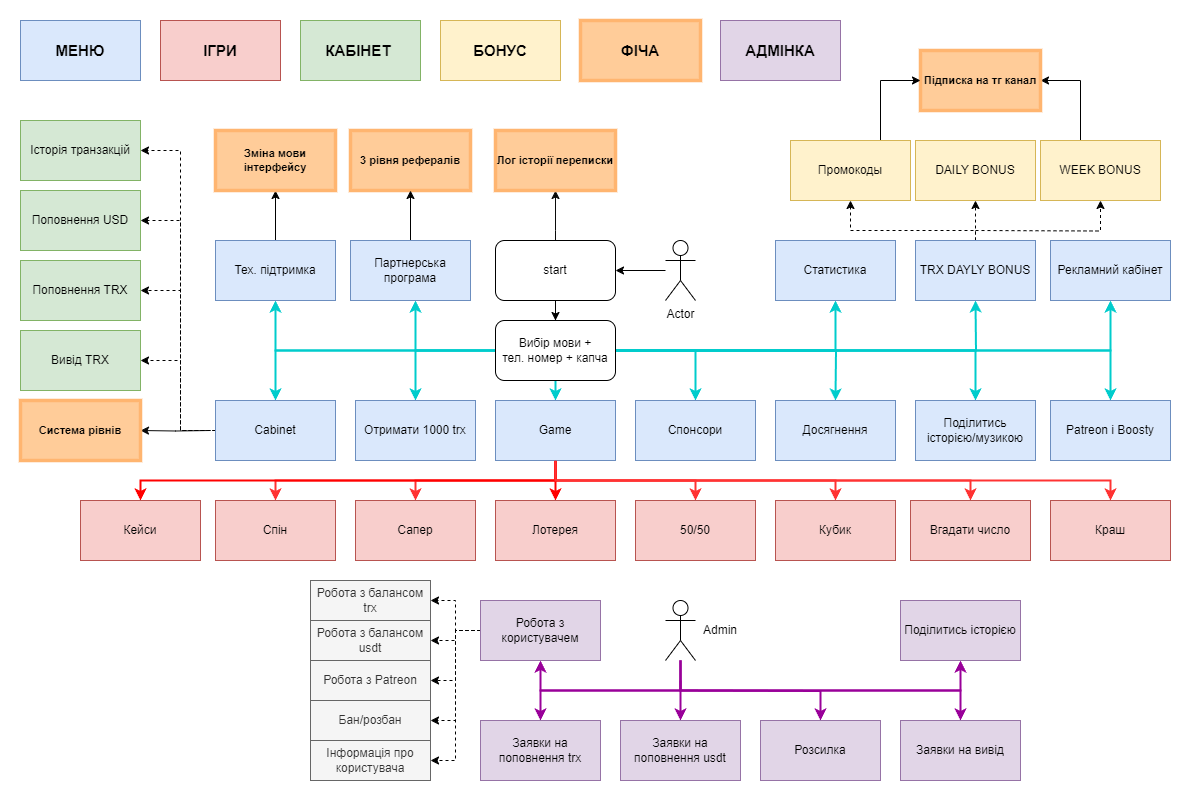 МЕНЮ
ІГРИ
КАБІНЕТ
БОНУС
ФІЧА
АДМІНКА
Підписка на тг канал
Історія транзакцій
Зміна мови
інтерфейсу
3 рівня рефералів
Лог історії переписки
Промокоды
DAILY BONUS
WEEK BONUS
Поповнення USD
Тех. підтримка
Партнерська
програма
start
Actor
Статистика
TRX DAYLY BONUS
Рекламний кабінет
Поповнення TRX
Вивід TRX
Вибір мови +
тел. номер + капча
Система рівнів
Cabinet
Отримати 1000 trx
Game
Спонсори
Досягнення
Поділитись
історією/музикою
Patreon і Boosty
Кейси
Спін
Сапер
Лотерея
50/50
Кубик
Вгадати число
Краш
Робота з балансом
trx
Робота з балансом
usdt
Робота з Patreon
Бан/розбан
Інформація про
користувача
Робота з
користувачем
Admin
Поділитись історією
Заявки на
поповнення trx
Заявки на
поповнення usdt
Розсилка
Заявки на вивід